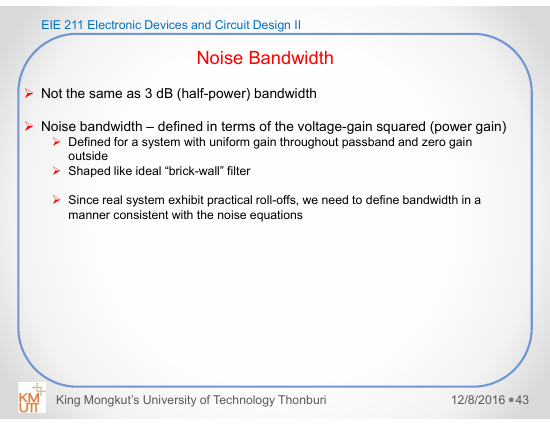 EIE 211 Electronic Devices and Circuit Design II
Noise Bandwidth
Not the same as 3 dB (half-power) bandwidth
Noise bandwidth – defined in terms of the voltage-gain squared (power gain)
Defined for a system with uniform gain throughout passband and zero gain
outside
Shaped like ideal “brick-wall” filter
Since real system exhibit practical roll-offs, we need to define bandwidth in a
manner consistent with the noise equations
KM
UTT
King Mongkut’s University of Technology Thonburi
12/8/2016 ●43